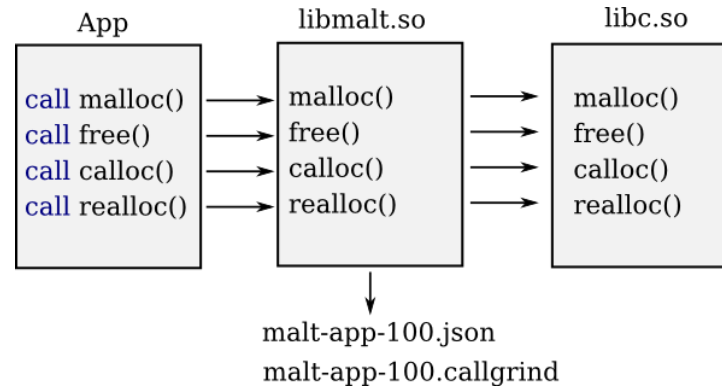 App
libmalt.so
libc.so
call malloc()
call free()
call calloc()
call realloc()
malloc()
free()
calloc()
realloc()
malloc()
free()
calloc()
realloc()
malt-app-100.json
malt-app-100.callgrind